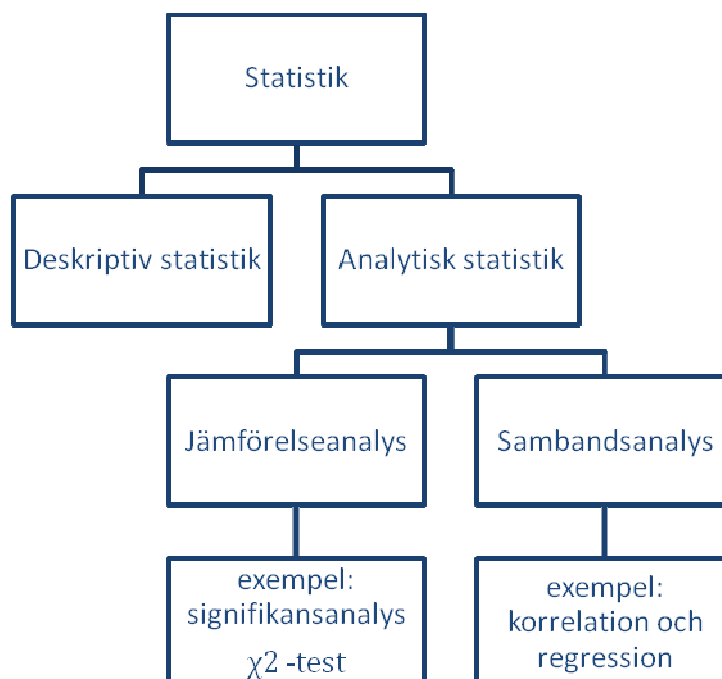 Statistik
Deskriptiv statistik
Analytisk statistik
Jämförelseanalys
Sambandsanalys
exempel:
signifikansanalys
χ2 -test
exempel:
korrelation och
regression